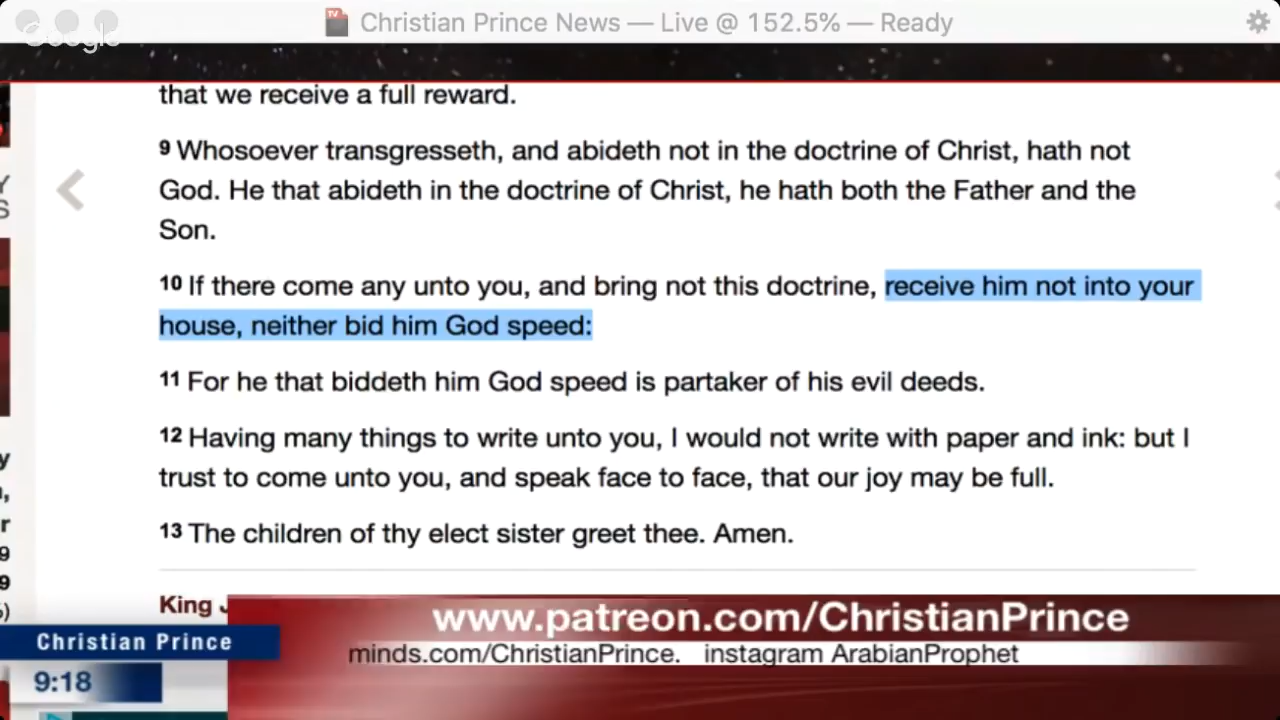 Christian Prince News — Live @ 152.5% — Ready
Google
that we receive a full reward.
9 Whosoever transgresseth, and abideth not in the doctrine of Christ, hath not
God. He that abideth in the doctrine of Christ, he hath both the Father and the
Son.
10 If there come any unto you, and bring not this doctrine, receive him not into your
house, neither bid him God speed:
11 For he that biddeth him God speed is partaker of his evil deeds.
12 Having many things to write unto you, I would not write with paper and ink: but I
trust to come unto you, and speak face to face, that our joy may be full.
13 The children of thy elect sister greet thee. Amen.
King
www.patreon.com/ChristianPrince
Christian Prince
minds.com/ChristianPrince. instagram ArabianProphet
9:18